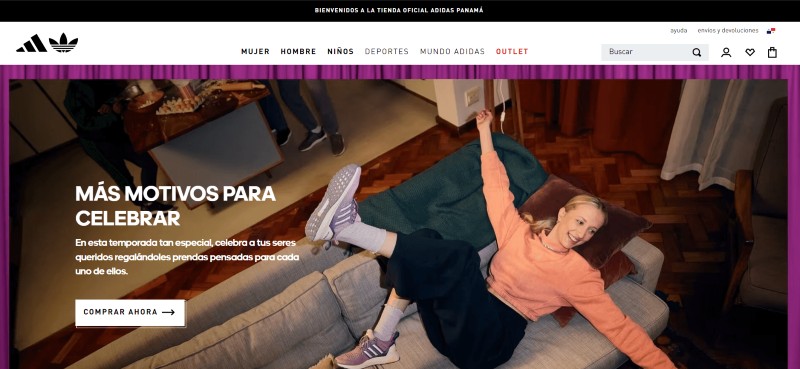 BIENVENIDOS A LA TIENDA OFICIAL ADIDAS PANAMÁ
ayuda envíos y devoluciones
MUJER HOMBRE NIÑOS DEPORTES MUNDO ADIDAS OUTLET Buscar
MÁS MOTIVOS PARA
CELEBRAR
En esta temporada tan especial, celebra a tus seres
queridos regalándoles prendas pensadas para cada
uno de ellos.
COMPRAR AHORA